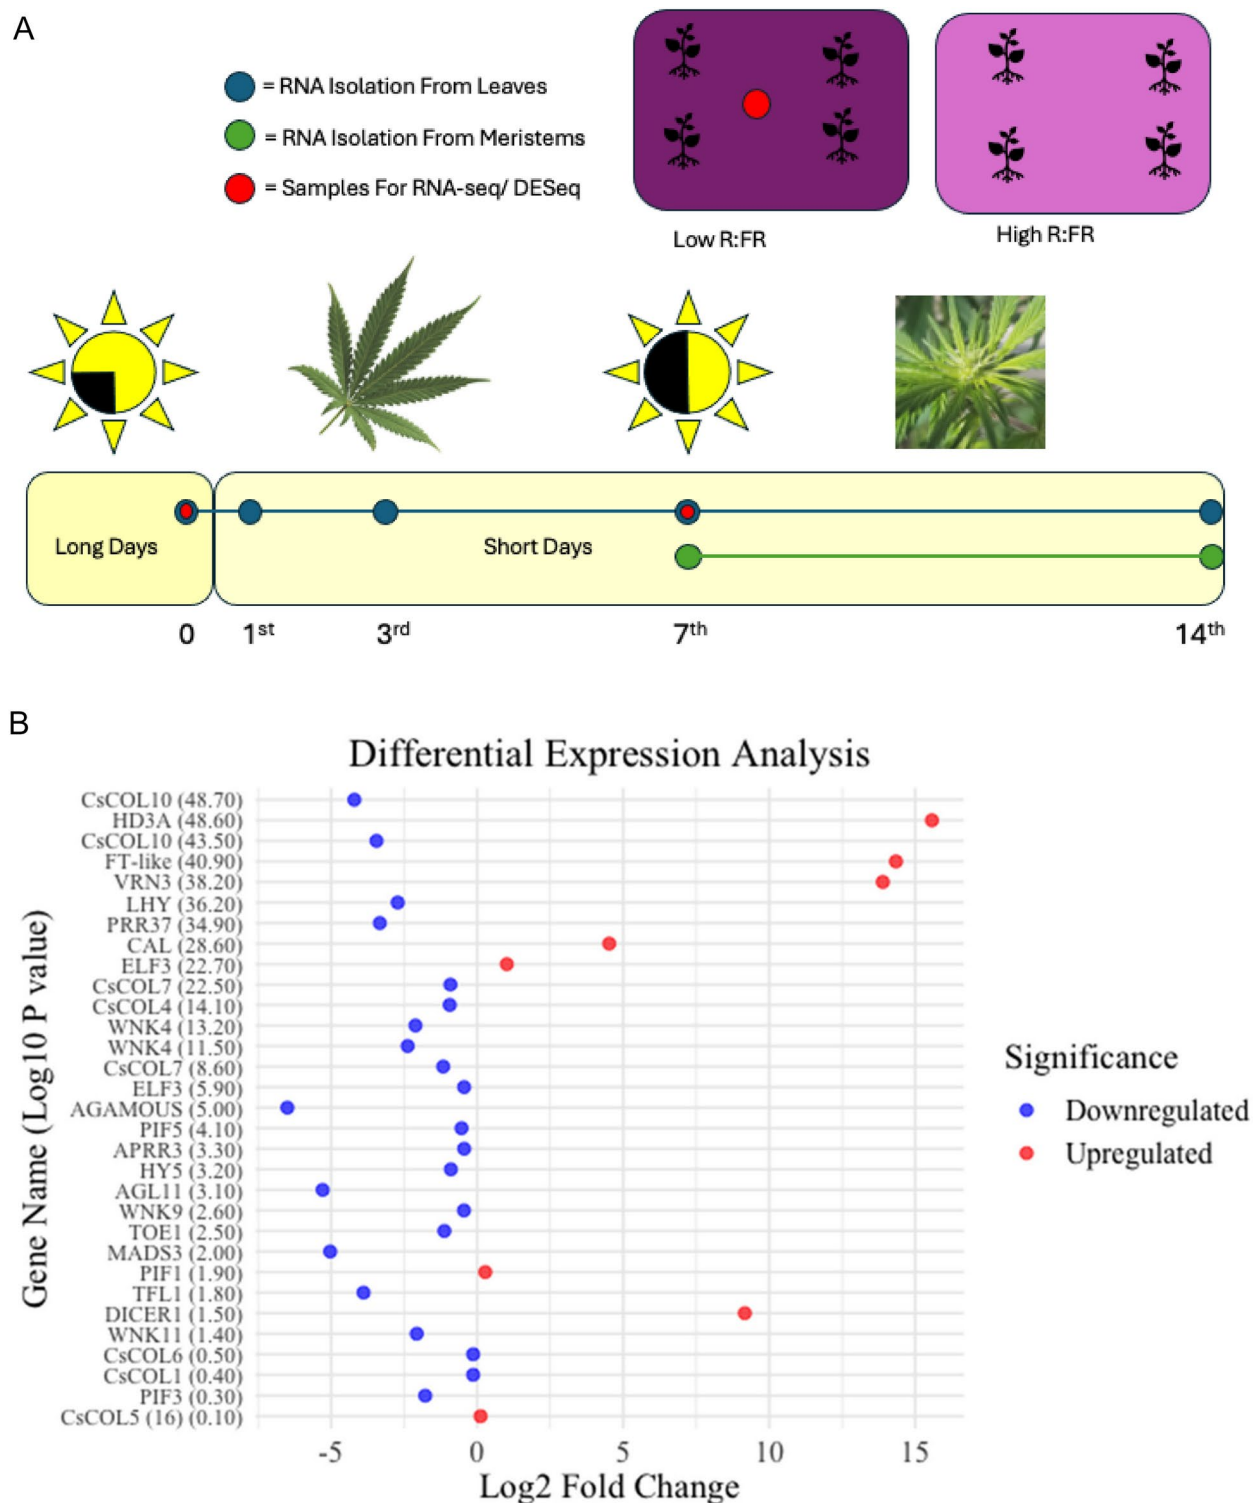 A
= RNA Isolation From Leaves
= RNA Isolation From Meristems
= Samples For RNA-seq/ DESeq
Low R:FR
High R:FR
Long Days
Short Days
0
1st
3rd
7th
14th
B
Differential Expression Analysis
Gene Name (Log10 P value)
CsCOL10 (48.70)
HD3A (48.60)
CsCOL10 (43.50)
FT-like (40.90)
VRN3 (38.20)
LHY (36.20)
PRR37 (34.90)
CAL (28.60)
ELF3 (22.70)
CsCOL7 (22.50)
CsCOL4 (14.10)
WNK4 (13.20)
WNK4 (11.50)
CsCOL7 (8.60)
ELF3 (5.90)
AGAMOUS (5.00)
PIF5 (4.10)
APRR3 (3.30)
HY5 (3.20)
AGL11 (3.10)
WNK9 (2.60)
TOE1 (2.50)
MADS3 (2.00)
PIF1 (1.90)
TFL1 (1.80)
DICER1 (1.50)
WNK11 (1.40)
CsCOL6 (0.50)
CsCOL1 (0.40)
PIF3 (0.30)
CsCOL5 (16) (0.10)
-5
0
5
10
15
Log2 Fold Change
Significance
Downregulated
Upregulated